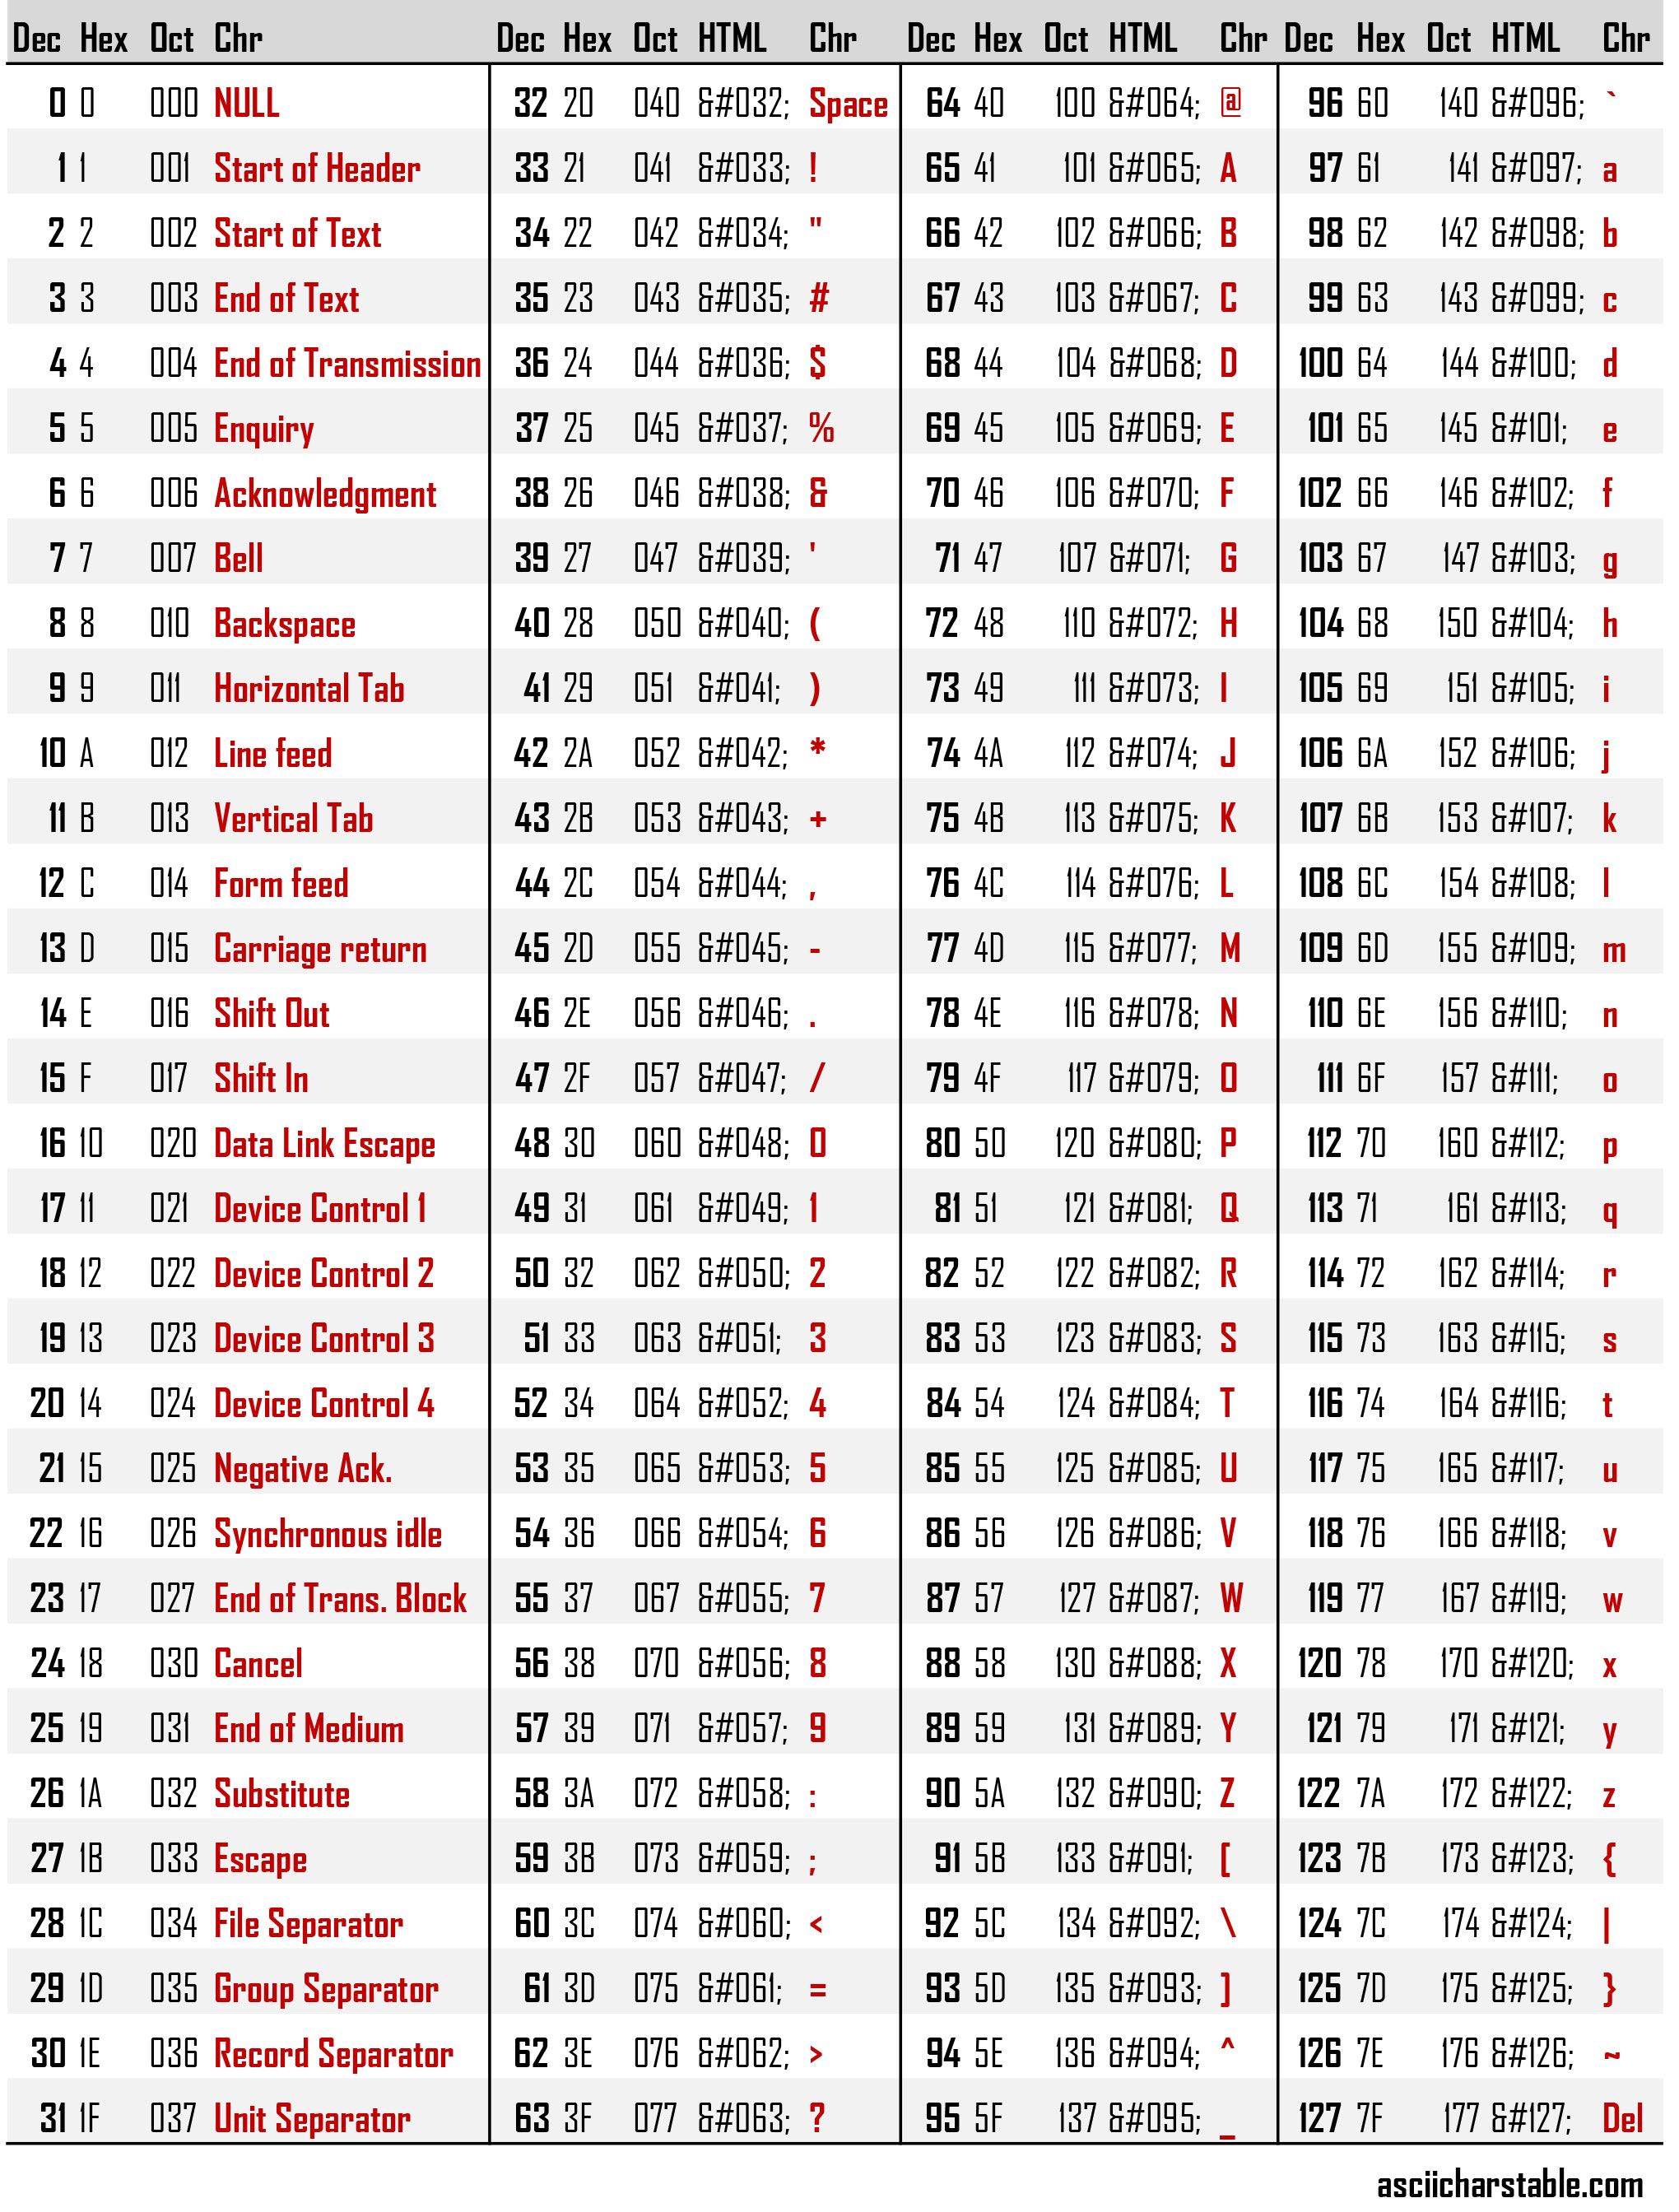 Dec Hex Oct Chr Dec Hex Oct HTML Chr Dec Hex Oct HTML Chr Dec Hex Oct HTML Chr
0 0 000 NULL 32 20 040 &#032; Space 64 40 100 &#064; @ 96 60 140 &#096; `
1 1 001 Start of Header 33 21 041 &#033; ! 65 41 101 &#065; A 97 61 141 &#097; a
2 2 002 Start of Text 34 22 042 &#034; " 66 42 102 &#066; B 98 62 142 &#098; b
3 3 003 End of Text 35 23 043 &#035; # 67 43 103 &#067; C 99 63 143 &#099; c
4 4 004 End of Transmission 36 24 044 &#036; $ 68 44 104 &#068; D 100 64 144 &#100; d
5 5 005 Enquiry 37 25 045 &#037; % 69 45 105 &#069; E 101 65 145 &#101; e
6 6 006 Acknowledgment 38 26 046 &#038; & 70 46 106 &#070; F 102 66 146 &#102; f
7 7 007 Bell 39 27 047 &#039; ' 71 47 107 &#071; G 103 67 147 &#103; g
8 8 010 Backspace 40 28 050 &#040; ( 72 48 110 &#072; H 104 68 150 &#104; h
9 9 011 Horizontal Tab 41 29 051 &#041; ) 73 49 111 &#073; I 105 69 151 &#105; i
10 A 012 Line feed 42 2A 052 &#042; * 74 4A 112 &#074; J 106 6A 152 &#106; j
11 B 013 Vertical Tab 43 2B 053 &#043; + 75 4B 113 &#075; K 107 6B 153 &#107; k
12 C 014 Form feed 44 2C 054 &#044; , 76 4C 114 &#076; L 108 6C 154 &#108; l
13 D 015 Carriage return 45 2D 055 &#045; - 77 4D 115 &#077; M 109 6D 155 &#109; m
14 E 016 Shift Out 46 2E 056 &#046; . 78 4E 116 &#078; N 110 6E 156 &#110; n
15 F 017 Shift In 47 2F 057 &#047; / 79 4F 117 &#079; O 111 6F 157 &#111; o
16 10 020 Data Link Escape 48 30 060 &#048; 0 80 50 120 &#080; P 112 70 160 &#112; p
17 11 021 Device Control 1 49 31 061 &#049; 1 81 51 121 &#081; Q 113 71 161 &#113; q
18 12 022 Device Control 2 50 32 062 &#050; 2 82 52 122 &#082; R 114 72 162 &#114; r
19 13 023 Device Control 3 51 33 063 &#051; 3 83 53 123 &#083; S 115 73 163 &#115; s
20 14 024 Device Control 4 52 34 064 &#052; 4 84 54 124 &#084; T 116 74 164 &#116; t
21 15 025 Negative Ack. 53 35 065 &#053; 5 85 55 125 &#085; U 117 75 165 &#117; u
22 16 026 Synchronous idle 54 36 066 &#054; 6 86 56 126 &#086; V 118 76 166 &#118; v
23 17 027 End of Trans. Block 55 37 067 &#055; 7 87 57 127 &#087; W 119 77 167 &#119; w
24 18 030 Cancel 56 38 070 &#056; 8 88 58 130 &#088; X 120 78 170 &#120; x
25 19 031 End of Medium 57 39 071 &#057; 9 89 59 131 &#089; Y 121 79 171 &#121; y
26 1A 032 Substitute 58 3A 072 &#058; : 90 5A 132 &#090; Z 122 7A 172 &#122; z
27 1B 033 Escape 59 3B 073 &#059; ; 91 5B 133 &#091; [ 123 7B 173 &#123; {
28 1C 034 File Separator 60 3C 074 &#060; < 92 5C 134 &#092; \ 124 7C 174 &#124; |
29 1D 035 Group Separator 61 3D 075 &#061; = 93 5D 135 &#093; ] 125 7D 175 &#125; }
30 1E 036 Record Separator 62 3E 076 &#062; > 94 5E 136 &#094; ^ 126 7E 176 &#126; ~
31 1F 037 Unit Separator 63 3F 077 &#063; ? 95 5F 137 &#095; _ 127 7F 177 &#127; Del
asciicharstable.com